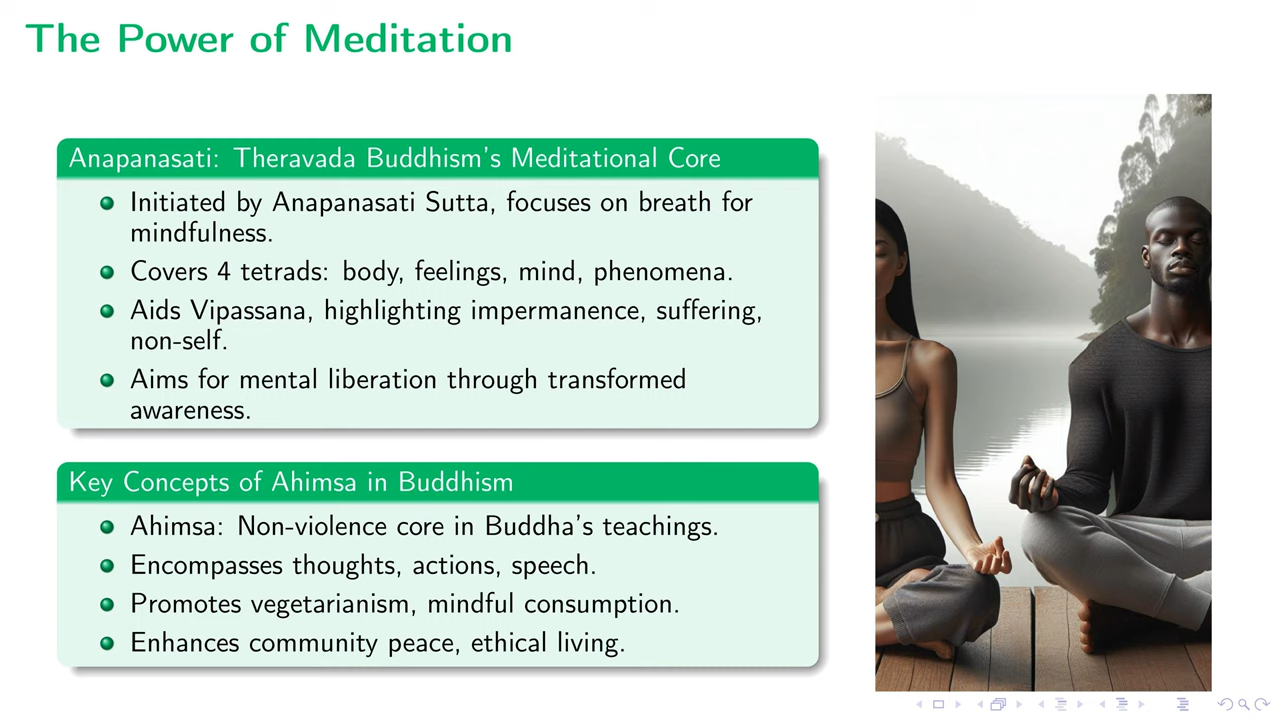 The Power of Meditation
Anapanasati: Theravada Buddhism's Meditational Core
Initiated by Anapanasati Sutta, focuses on breath for
mindfulness.
Covers 4 tetrads: body, feelings, mind, phenomena.
Aids Vipassana, highlighting impermanence, suffering,
non-self.
Aims for mental liberation through transformed
awareness.
Key Concepts of Ahimsa in Buddhism
Ahimsa: Non-violence core in Buddha's teachings.
Encompasses thoughts, actions, speech.
Promotes vegetarianism, mindful consumption.
Enhances community peace, ethical living.